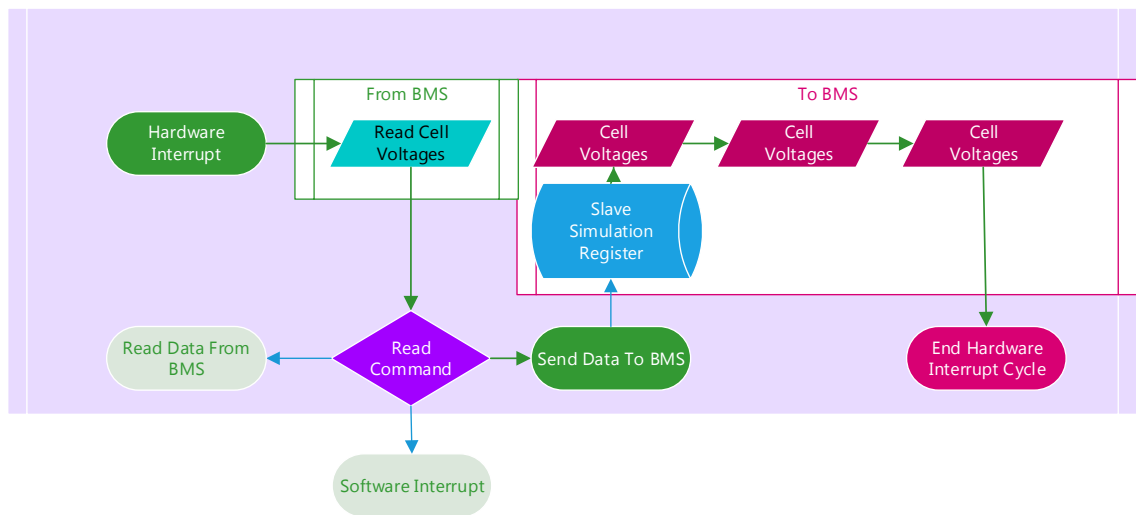 From BMS
To BMS
Hardware
Interrupt
Read Cell
Voltages
Cell
Voltages
Cell
Voltages
Cell
Voltages
Slave
Simulation
Register
Read Data From
BMS
Read
Command
Send Data To BMS
End Hardware
Interrupt Cycle
Software Interrupt